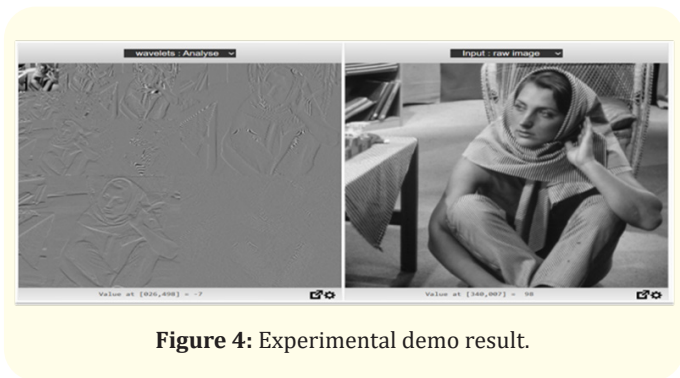 wavelets : Analyse
Input : raw image
Value at [026,498] = -7
Value at [340,007] = 98
Figure 4: Experimental demo result.